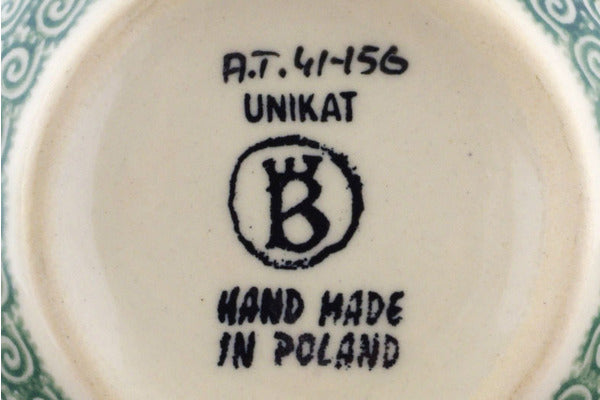 A.T. 41-156
UNIKAT
B
HAND MADE
IN POLAND